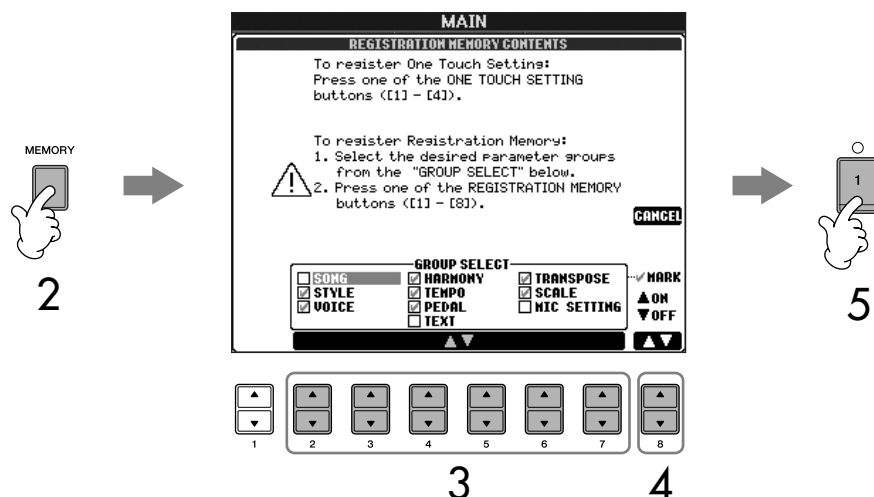 MAIN
REGISTRATION MEMORY CONTENTS
To register One Touch Setting:
Press one of the ONE TOUCH SETTING
buttons ([1] - [4]).
To register Registration Memory:
1. Select the desired parameter groups
from the "GROUP SELECT" below.
2. Press one of the REGISTRATION MEMORY
buttons ([1] - [8]).
CANCEL
GROUP SELECT
SONG HARMONY TRANSPOSE MARK
STYLE TEMPO SCALE ▲ON
VOICE PEDAL MIC SETTING ▼OFF
TEXT
MEMORY
2
1
5
1 2 3 4 5 6 7 8
3 4